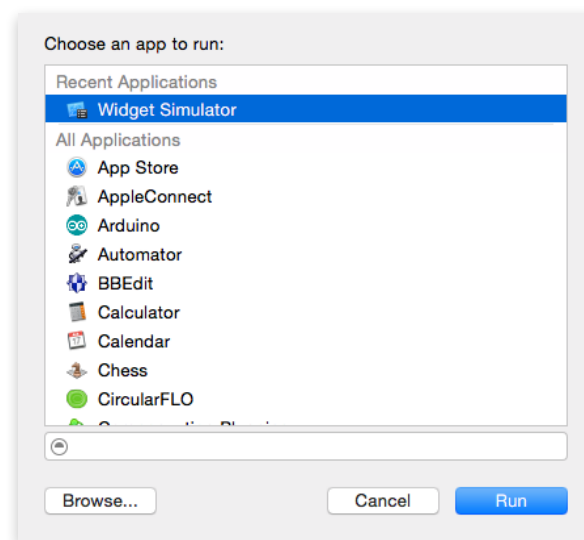 Choose an app to run:
Recent Applications
Widget Simulator
All Applications
App Store
AppleConnect
Arduino
Automator
BBEdit
Calculator
Calendar
Chess
CircularFLO
Browse... Cancel Run